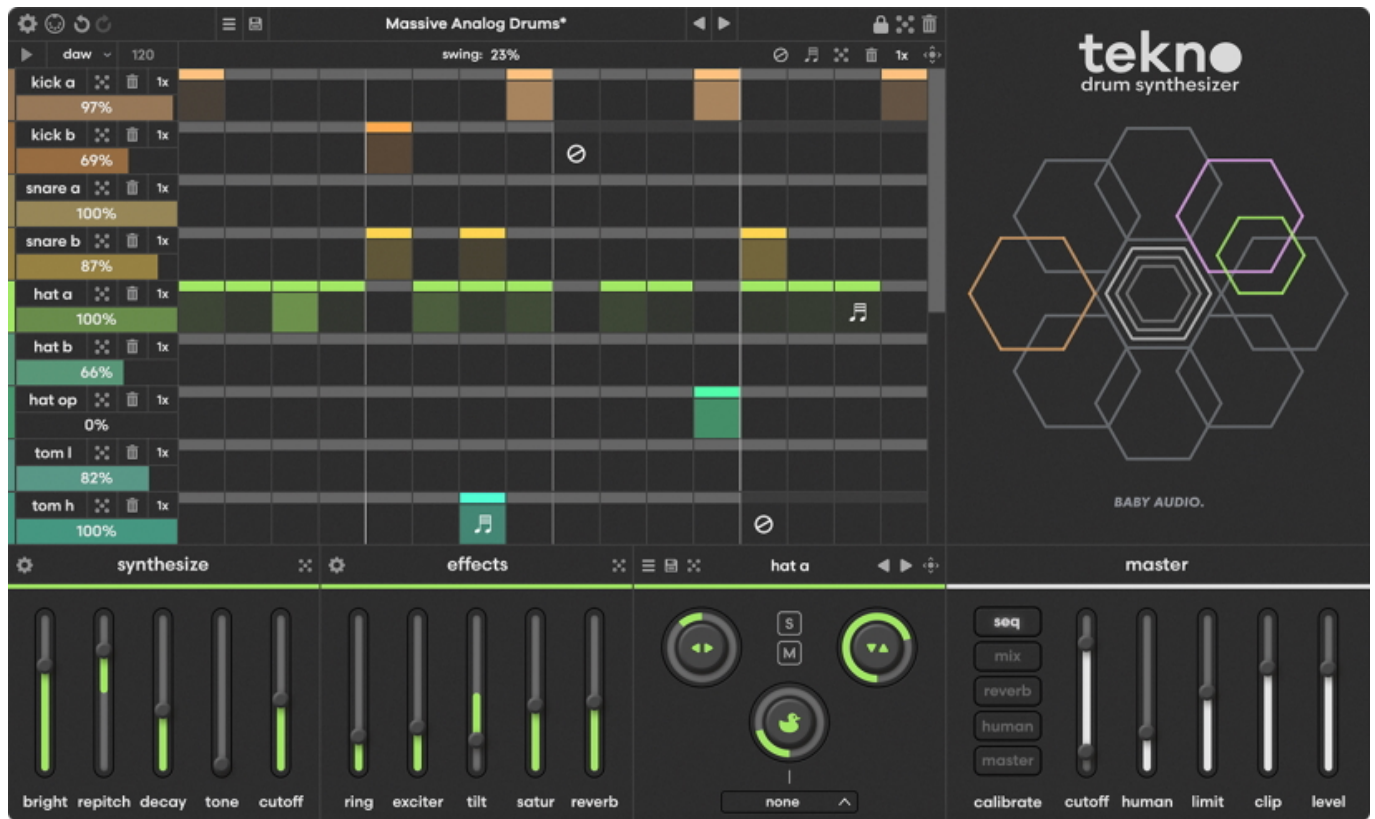 Massive Analog Drums*
daw 120 swing: 23% 1x
kick a 1x
97%
kick b 1x
69%
snare a 1x
100%
snare b 1x
87%
hat a 1x
100%
hat b 1x
66%
hat op 1x
0%
tom l 1x
82%
tom h 1x
100%
tekno
drum synthesizer
BABY AUDIO.
synthesize effects hat a master
S
M
seq
mix
reverb
human
master
none
bright repitch decay tone cutoff ring exciter tilt satur reverb calibrate cutoff human limit clip level